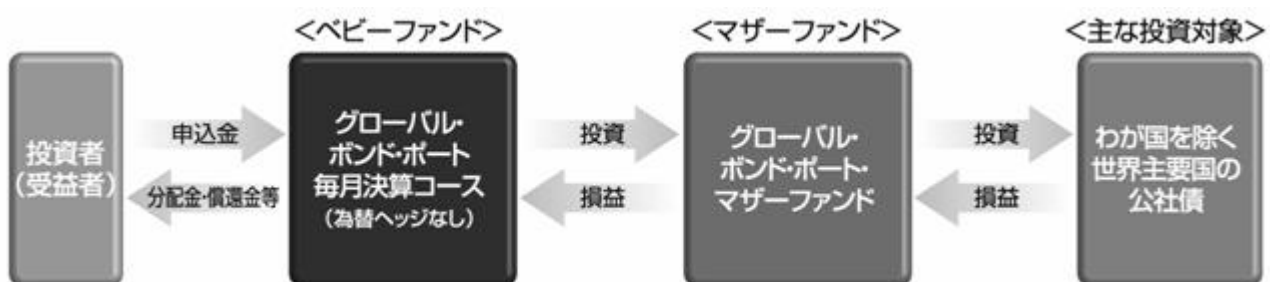 <ベビーファンド>
<マザーファンド>
<主な投資対象>
投資者
(受益者)
申込金
分配金・償還金等
グローバル・
ボンド・ポート
毎月決算コース
(為替ヘッジなし)
投資
損益
グローバル・
ボンド・ポート・
マザーファンド
投資
損益
わが国を除く
世界主要国の
公社債